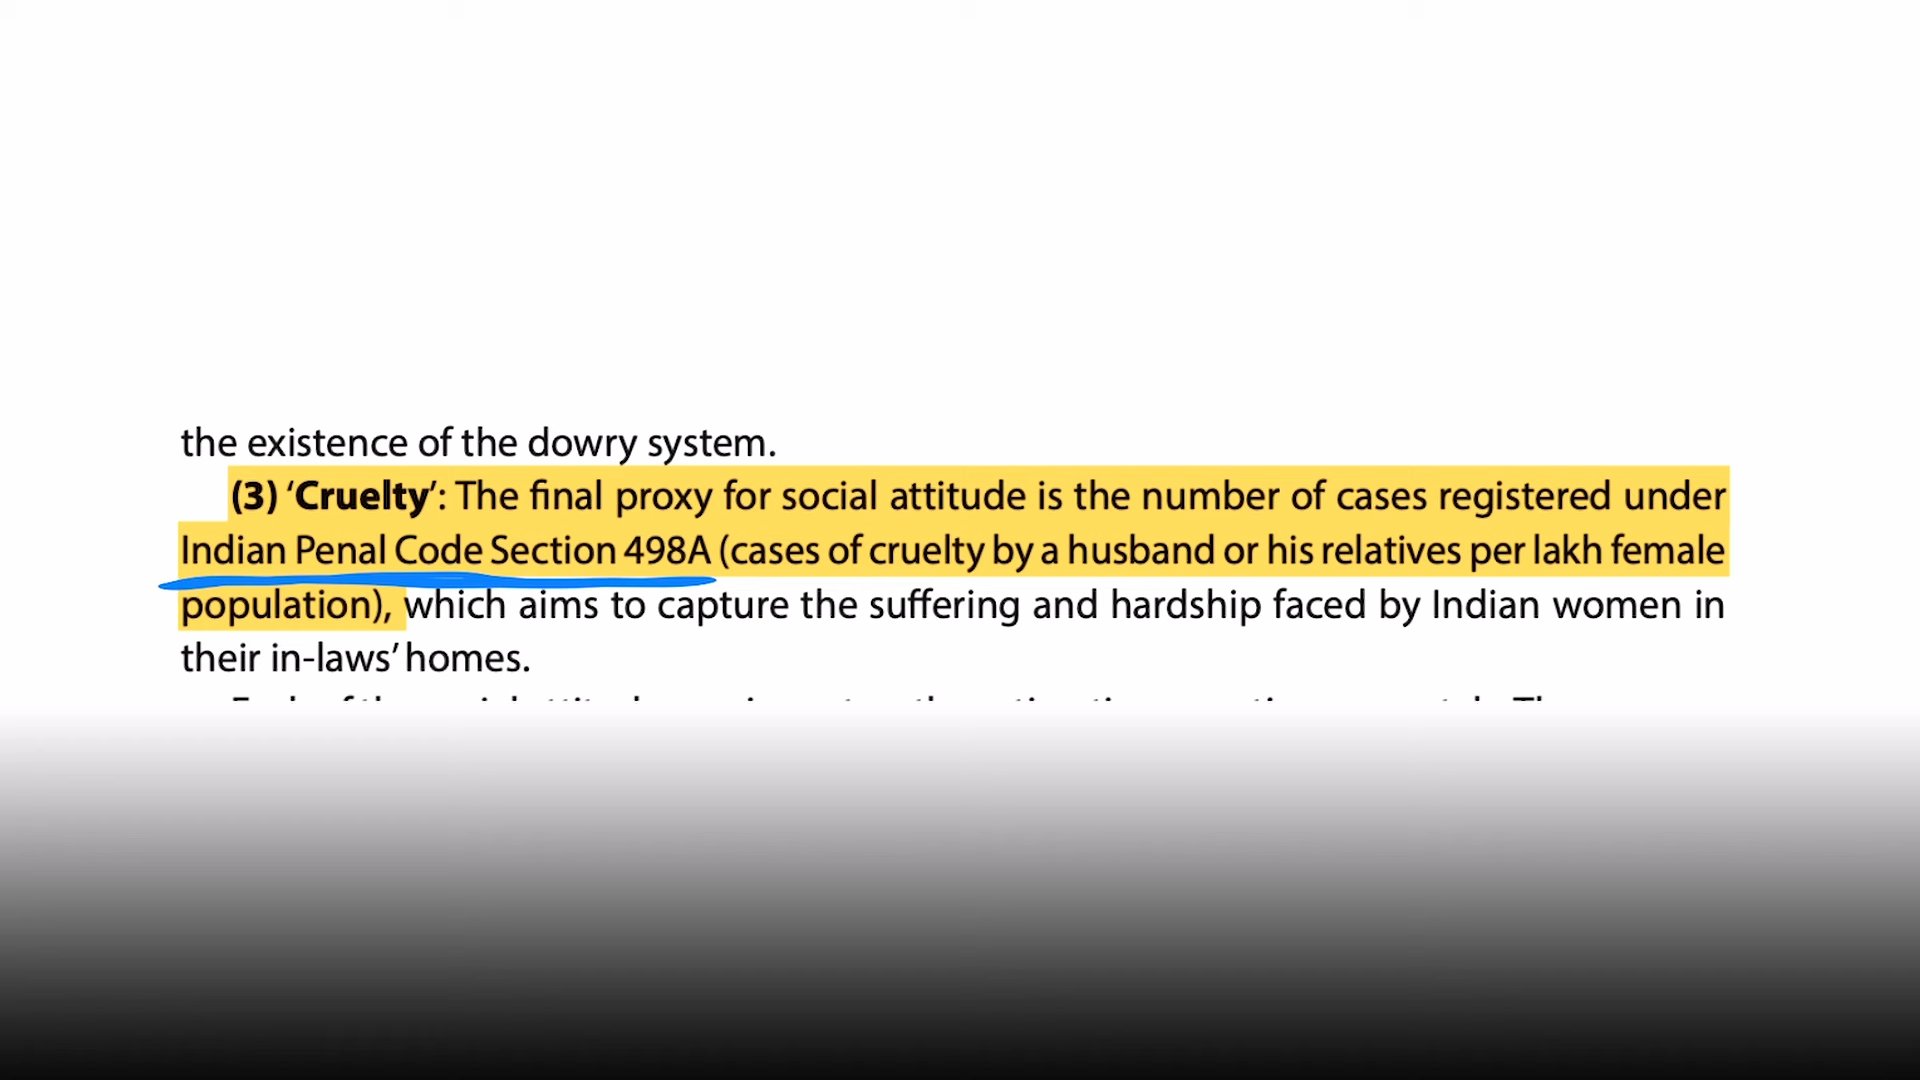 the existence of the dowry system.
(3) ‘Cruelty’: The final proxy for social attitude is the number of cases registered under
Indian Penal Code Section 498A (cases of cruelty by a husband or his relatives per lakh female
population), which aims to capture the suffering and hardship faced by Indian women in
their in-laws’ homes.